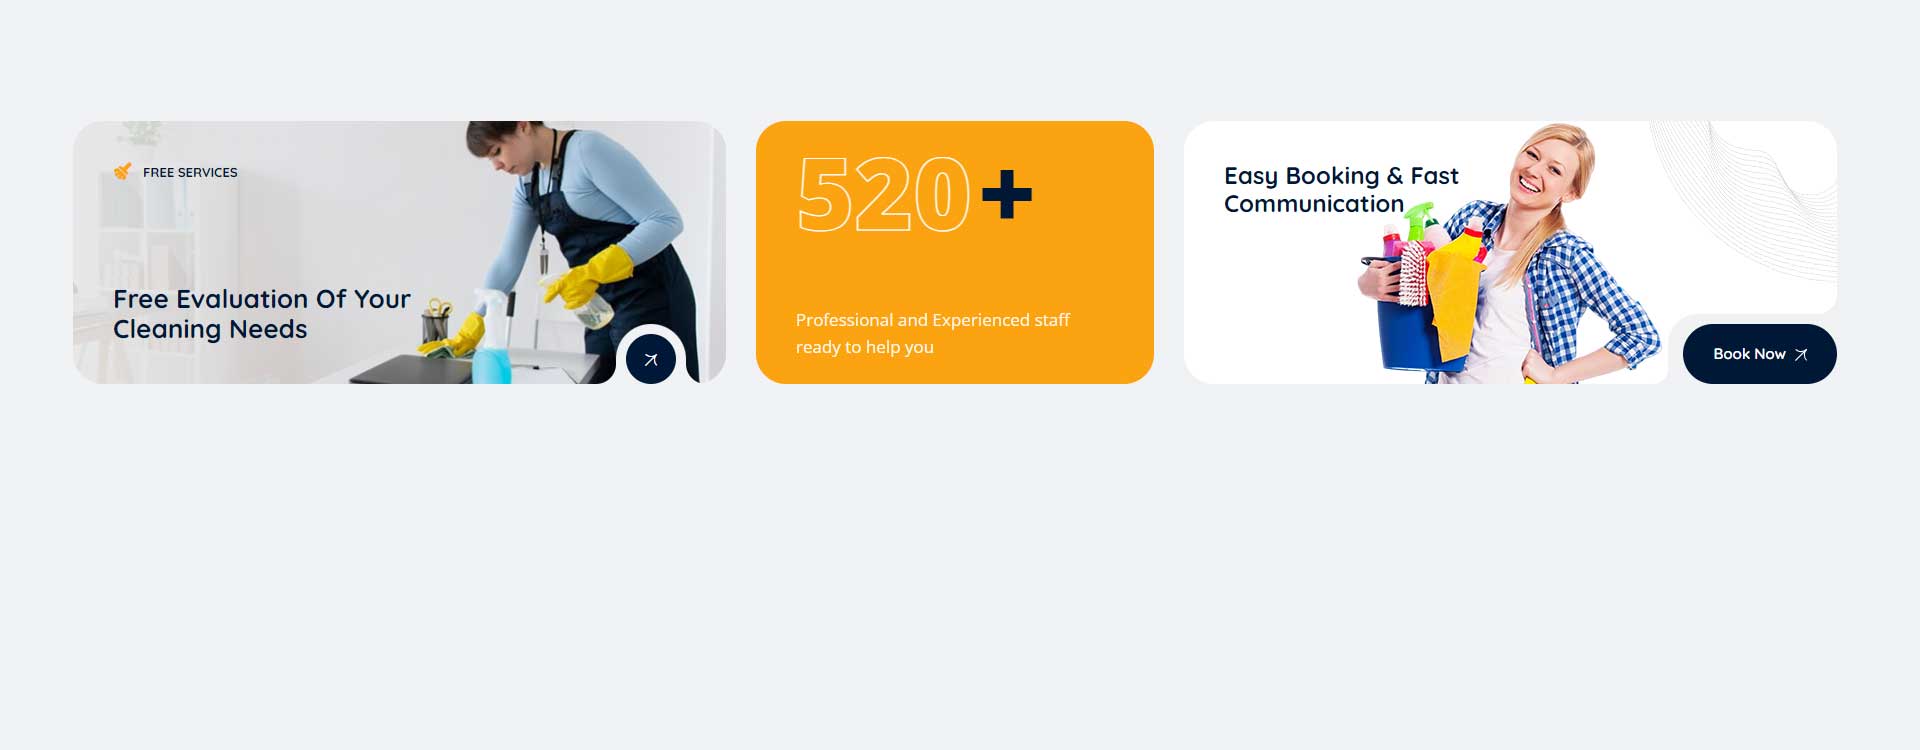 FREE SERVICES
Free Evaluation Of Your
Cleaning Needs
520+
Professional and Experienced staff
ready to help you
Easy Booking & Fast
Communication
Book Now